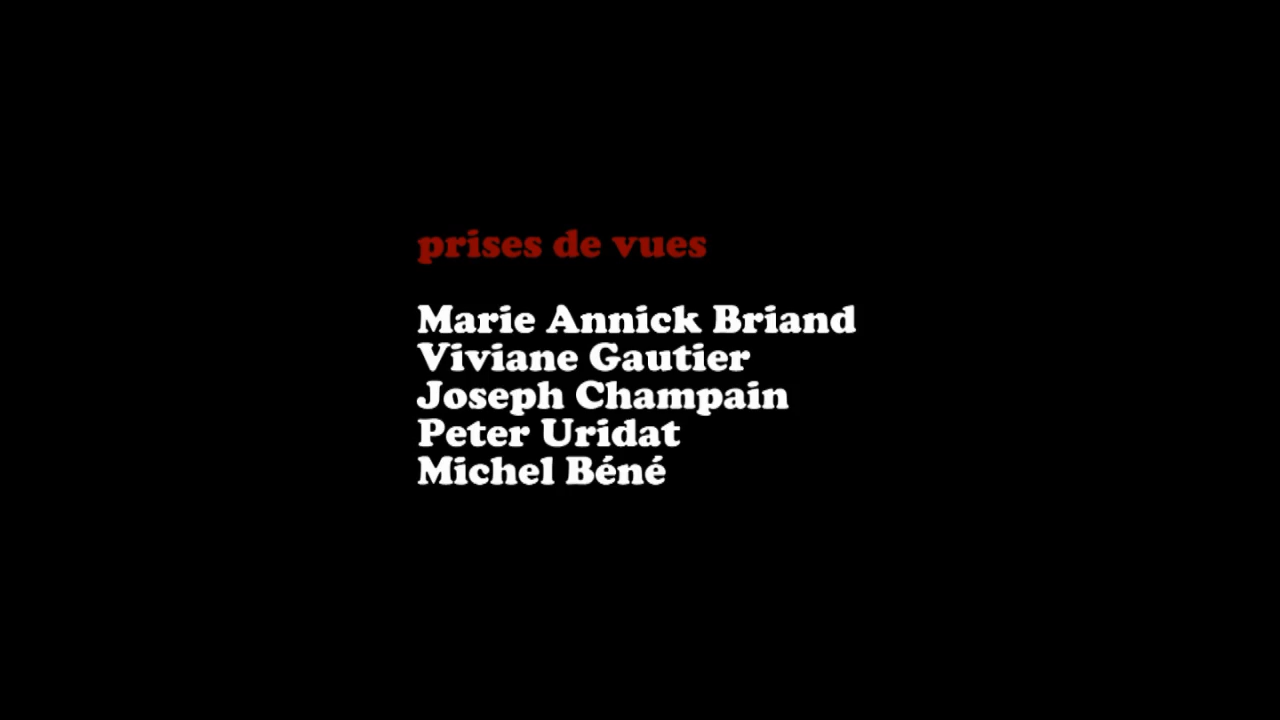 prises de vues
Marie Annick Briand
Viviane Gautier
Joseph Champain
Peter Uridat
Michel Béné